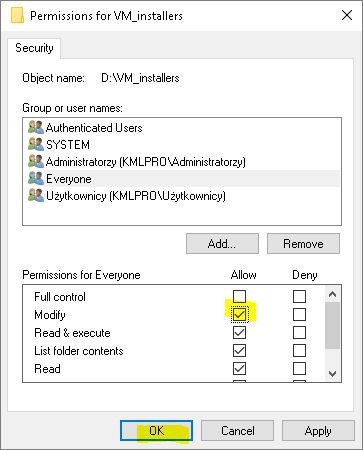 Permissions for VM_installers
Security
Object name: D:\VM_installers
Group or user names:
Authenticated Users
SYSTEM
Administratorzy (KMLPRO\Administratorzy)
Everyone
Użytkownicy (KMLPRO\Użytkownicy)
Add... Remove
Permissions for Everyone Allow Deny
Full control
Modify
Read & execute
List folder contents
Read
OK Cancel Apply